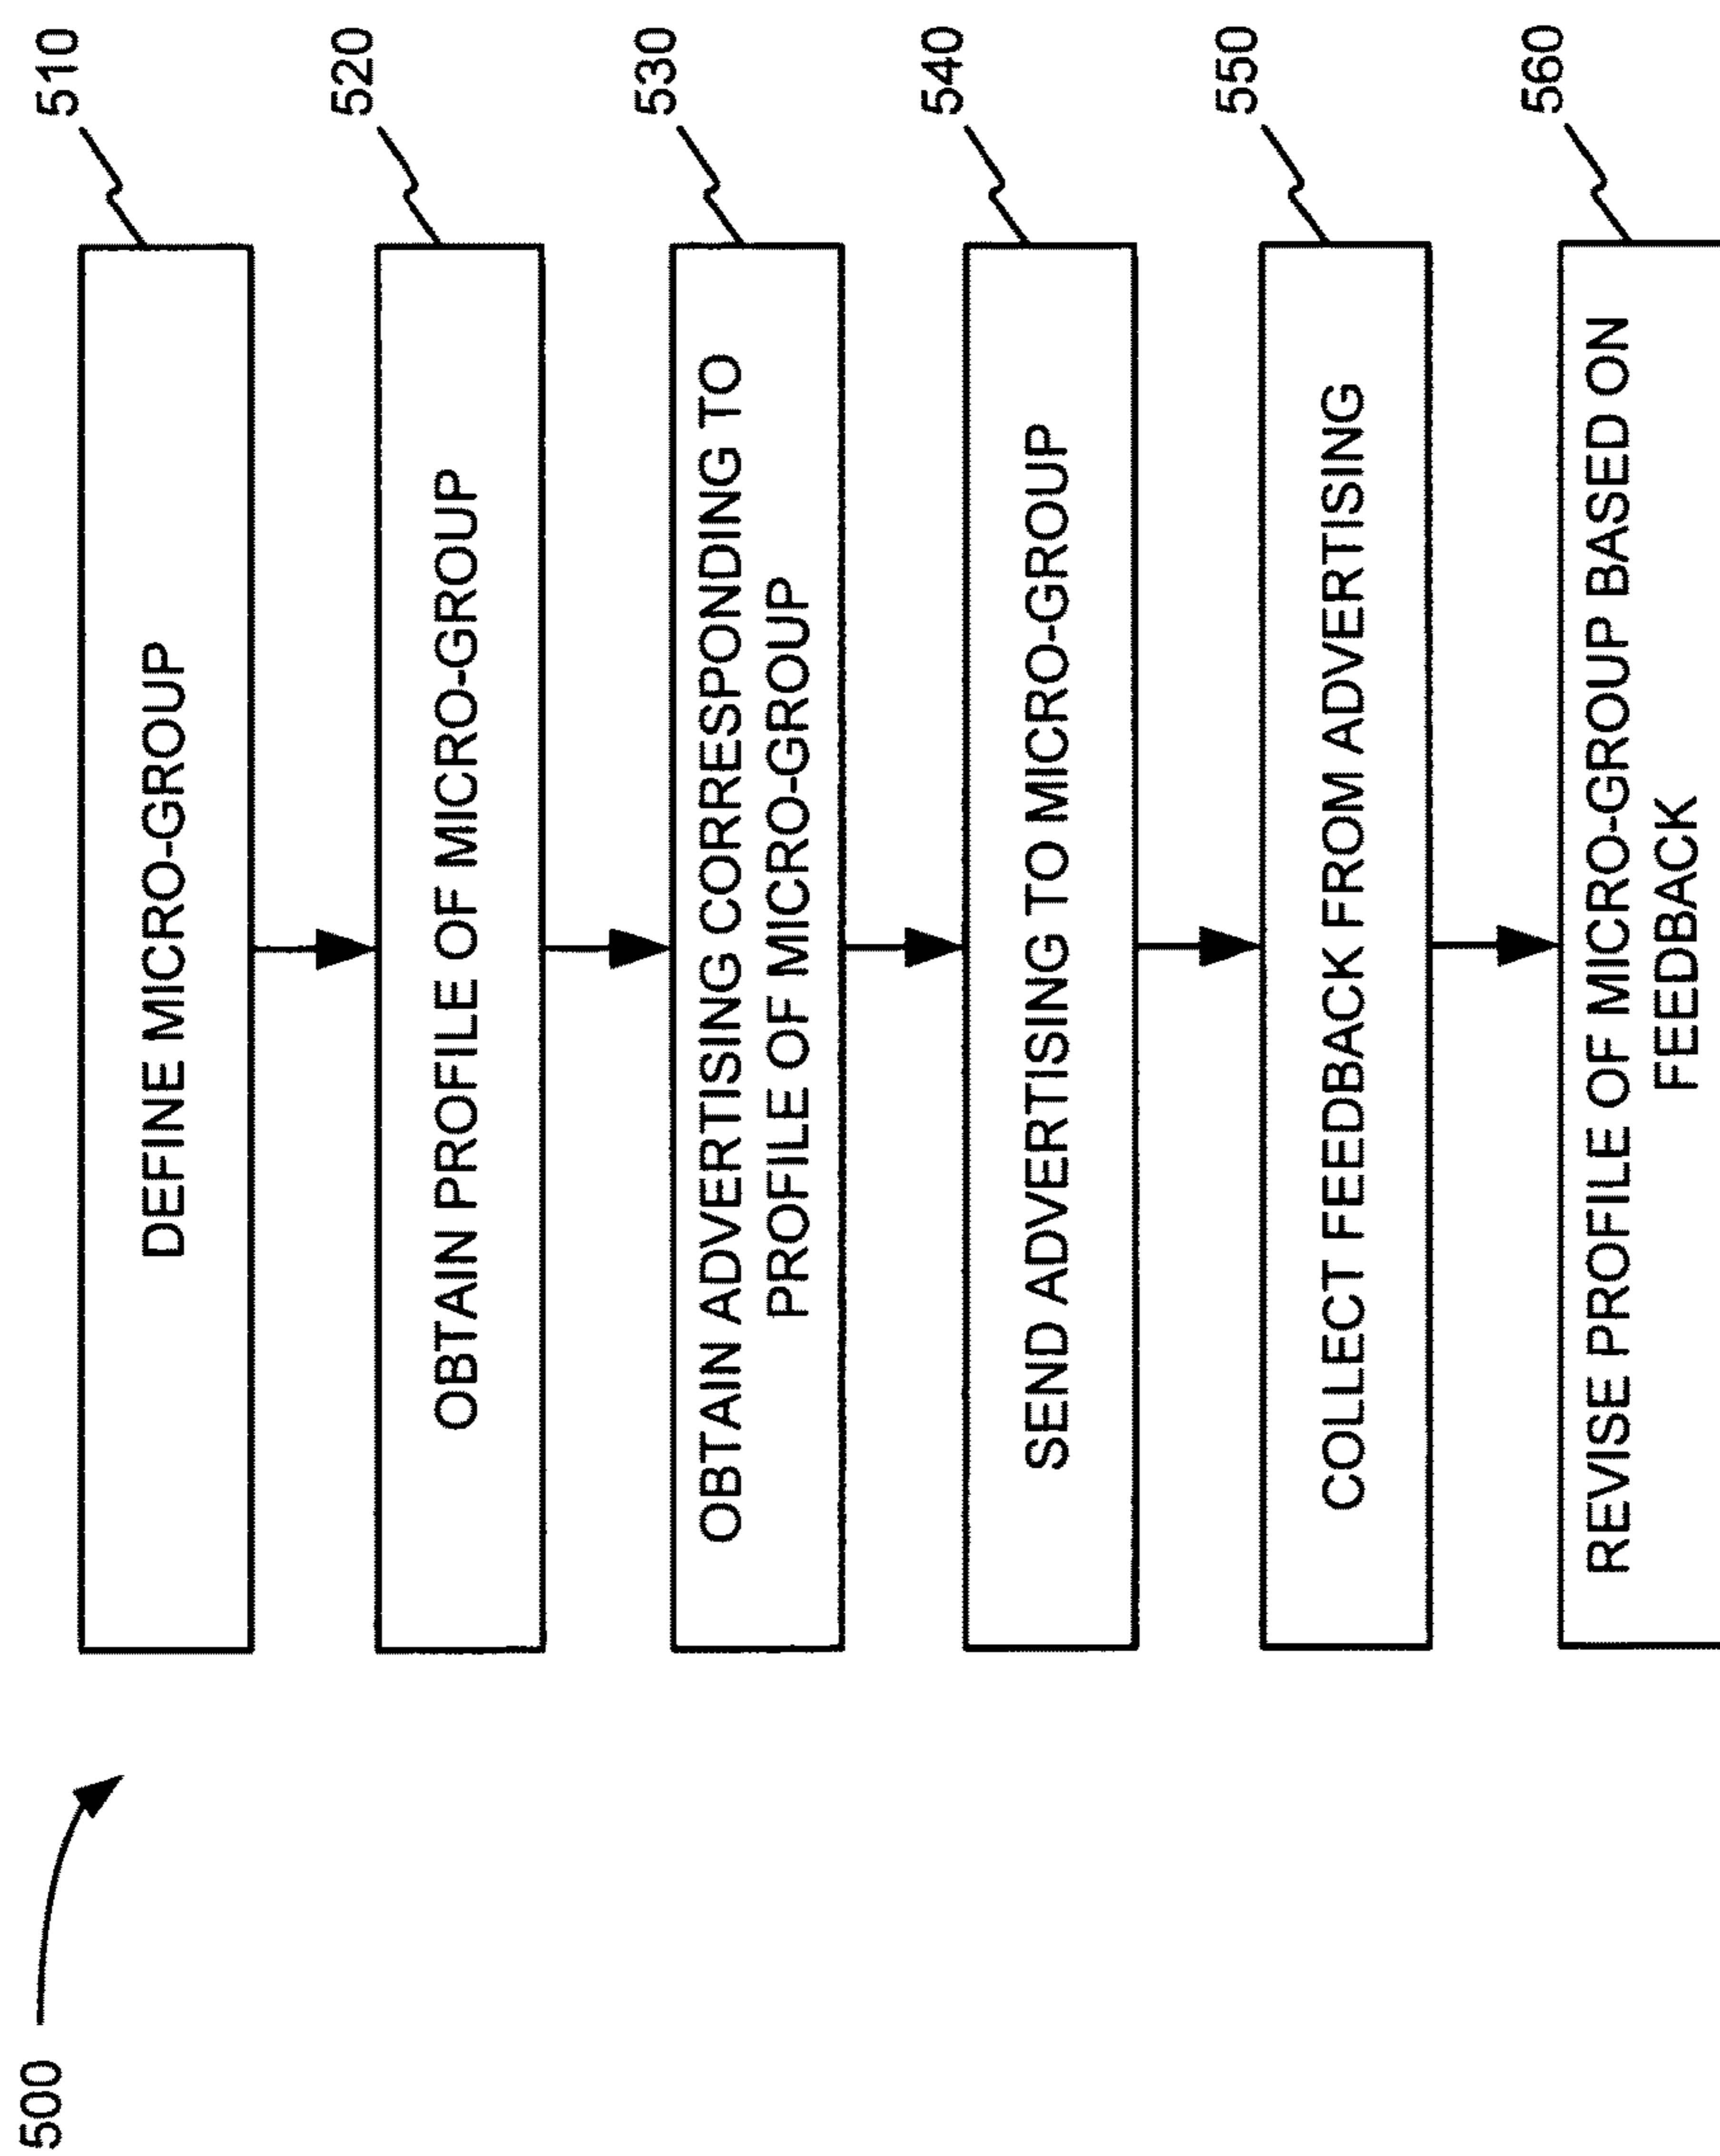 500
510
DEFINE MICRO-GROUP
520
OBTAIN PROFILE OF MICRO-GROUP
530
OBTAIN ADVERTISING CORRESPONDING TO
PROFILE OF MICRO-GROUP
540
SEND ADVERTISING TO MICRO-GROUP
550
COLLECT FEEDBACK FROM ADVERTISING
560
REVISE PROFILE OF MICRO-GROUP BASED ON
FEEDBACK